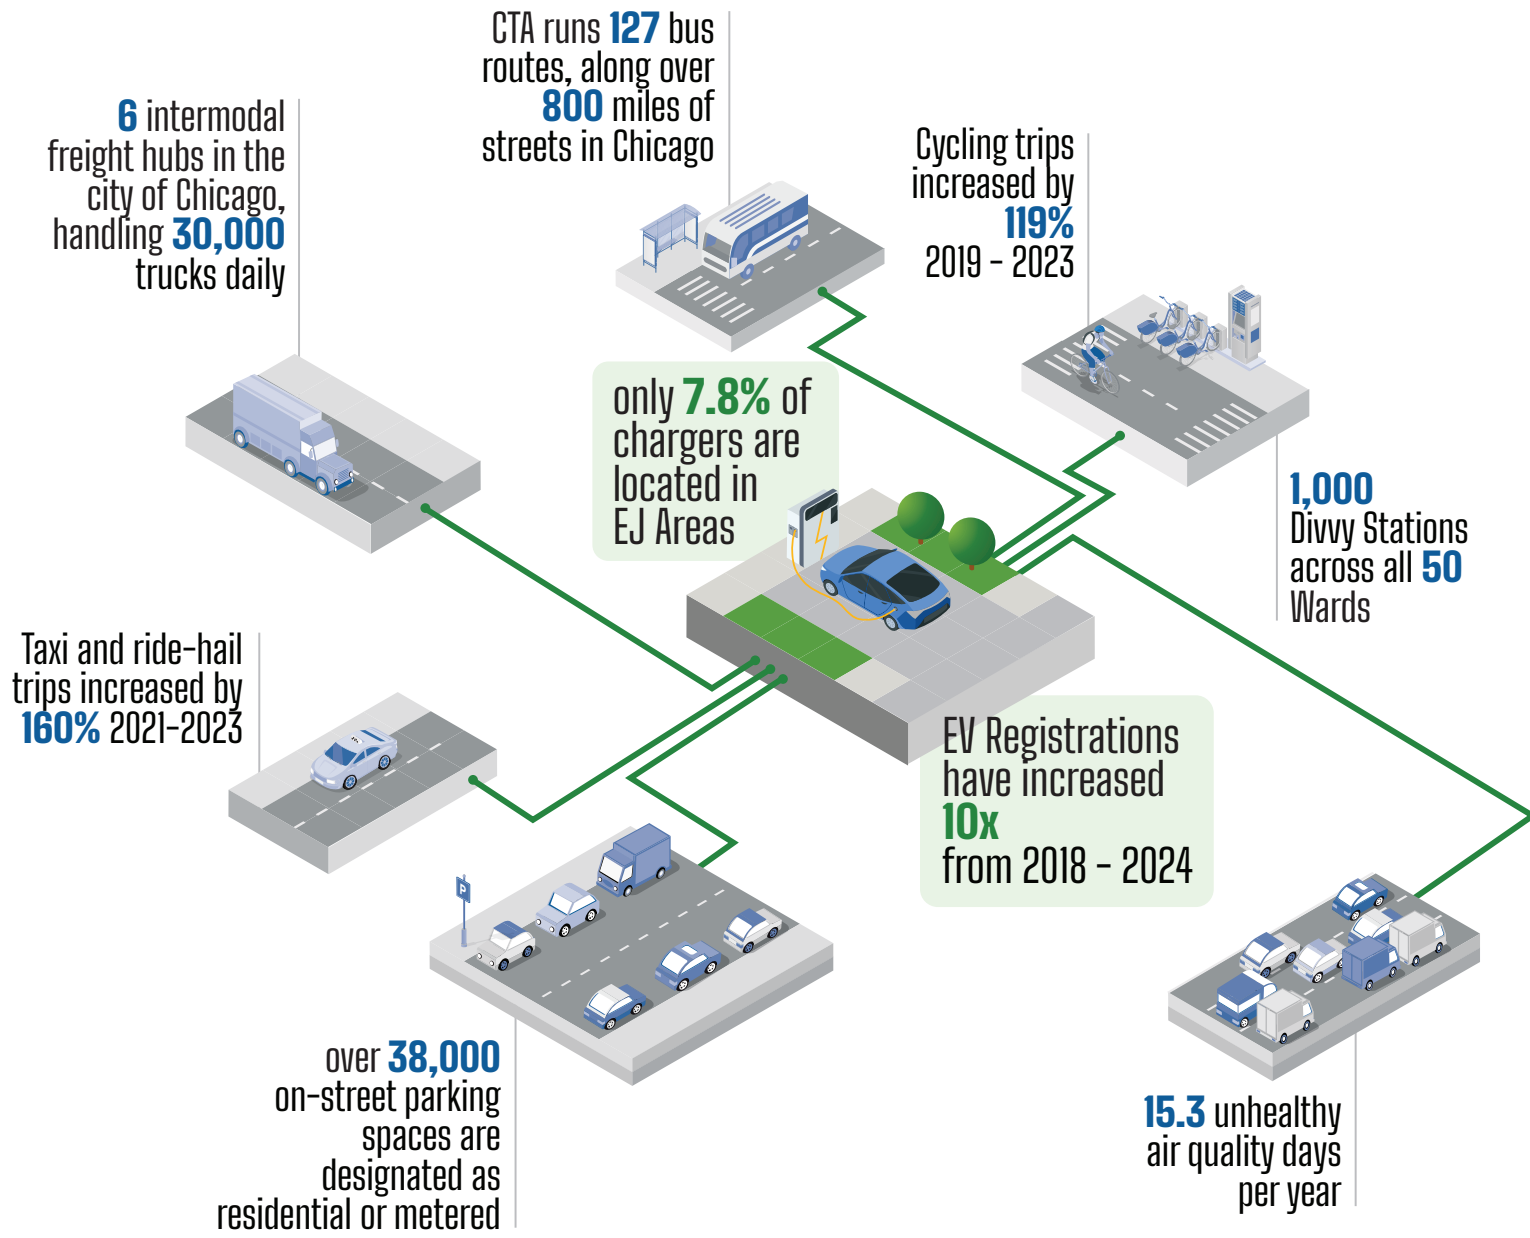 CTA runs 127 bus
routes, along over
800 miles of
streets in Chicago
6 intermodal
freight hubs in the
city of Chicago,
handling 30,000
trucks daily
Cycling trips
increased by
119%
2019 - 2023
only 7.8% of
chargers are
located in
EJ Areas
1,000
Divvy Stations
across all 50
Wards
Taxi and ride-hail
trips increased by
160% 2021-2023
EV Registrations
have increased
10x
from 2018 - 2024
P
over 38,000
on-street parking
spaces are
designated as
residential or metered
15.3 unhealthy
air quality days
per year